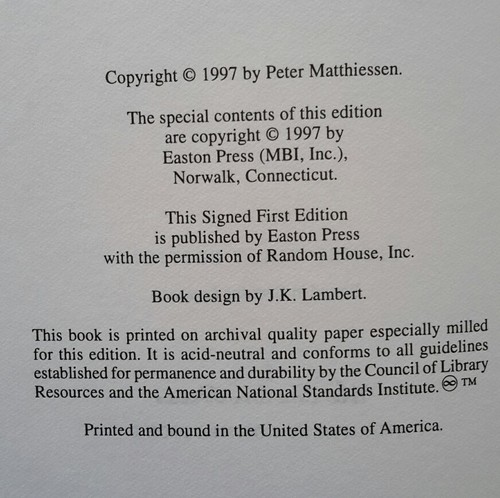 Copyright © 1997 by Peter Matthiessen.
The special contents of this edition
are copyright © 1997 by
Easton Press (MBI, Inc.),
Norwalk, Connecticut.
This Signed First Edition
is published by Easton Press
with the permission of Random House, Inc.
Book design by J.K. Lambert.
This book is printed on archival quality paper especially milled
for this edition. It is acid-neutral and conforms to all guidelines
established for permanence and durability by the Council of Library
Resources and the American National Standards Institute. ♾ ™
Printed and bound in the United States of America.